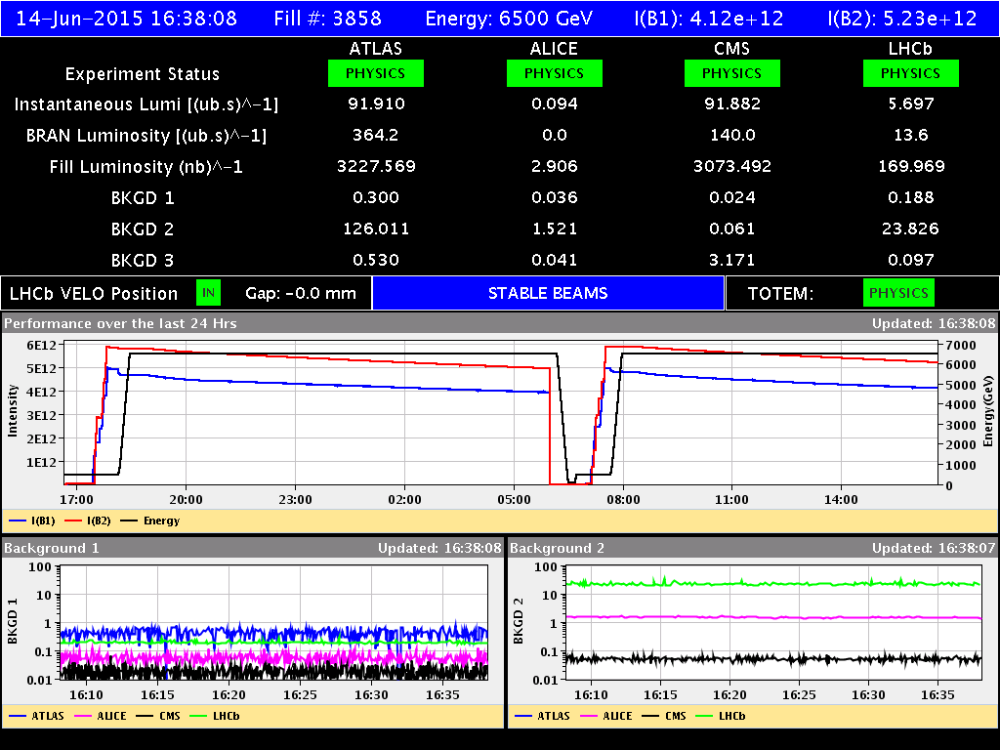 14-Jun-2015 16:38:08 Fill #: 3858 Energy: 6500 GeV I(B1): 4.12e+12 I(B2): 5.23e+12
ATLAS ALICE CMS LHCb
Experiment Status PHYSICS PHYSICS PHYSICS PHYSICS
Instantaneous Lumi [(ub.s)^-1] 91.910 0.094 91.882 5.697
BRAN Luminosity [(ub.s)^-1] 364.2 0.0 140.0 13.6
Fill Luminosity (nb)^-1 3227.569 2.906 3073.492 169.969
BKGD 1 0.300 0.036 0.024 0.188
BKGD 2 126.011 1.521 0.061 23.826
BKGD 3 0.530 0.041 3.171 0.097
LHCb VELO Position IN Gap: -0.0 mm STABLE BEAMS TOTEM: PHYSICS
Performance over the last 24 Hrs Updated: 16:38:08
Intensity
6E12
5E12
4E12
3E12
2E12
1E12
7000
6000
5000
4000
3000
2000
1000
0
Energy(GeV)
17:00 20:00 23:00 02:00 05:00 08:00 11:00 14:00
I(B1) I(B2) Energy
Background 1 Updated: 16:38:08
BKGD 1
100
10
1
0.1
0.01
16:10 16:15 16:20 16:25 16:30 16:35
ATLAS ALICE CMS LHCb
Background 2 Updated: 16:38:07
BKGD 2
100
10
1
0.1
0.01
16:10 16:15 16:20 16:25 16:30 16:35
ATLAS ALICE CMS LHCb